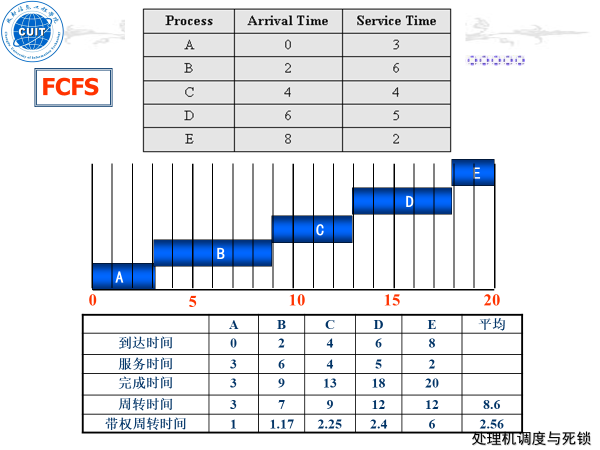 CUIT
FCFS
Process Arrival Time Service Time
A 0 3
B 2 6
C 4 4
D 6 5
E 8 2
E
D
C
B
A
0 5 10 15 20
A B C D E 平均
到达时间 0 2 4 6 8
服务时间 3 6 4 5 2
完成时间 3 9 13 18 20
周转时间 3 7 9 12 12 8.6
带权周转时间 1 1.17 2.25 2.4 6 2.56
处理机调度与死锁